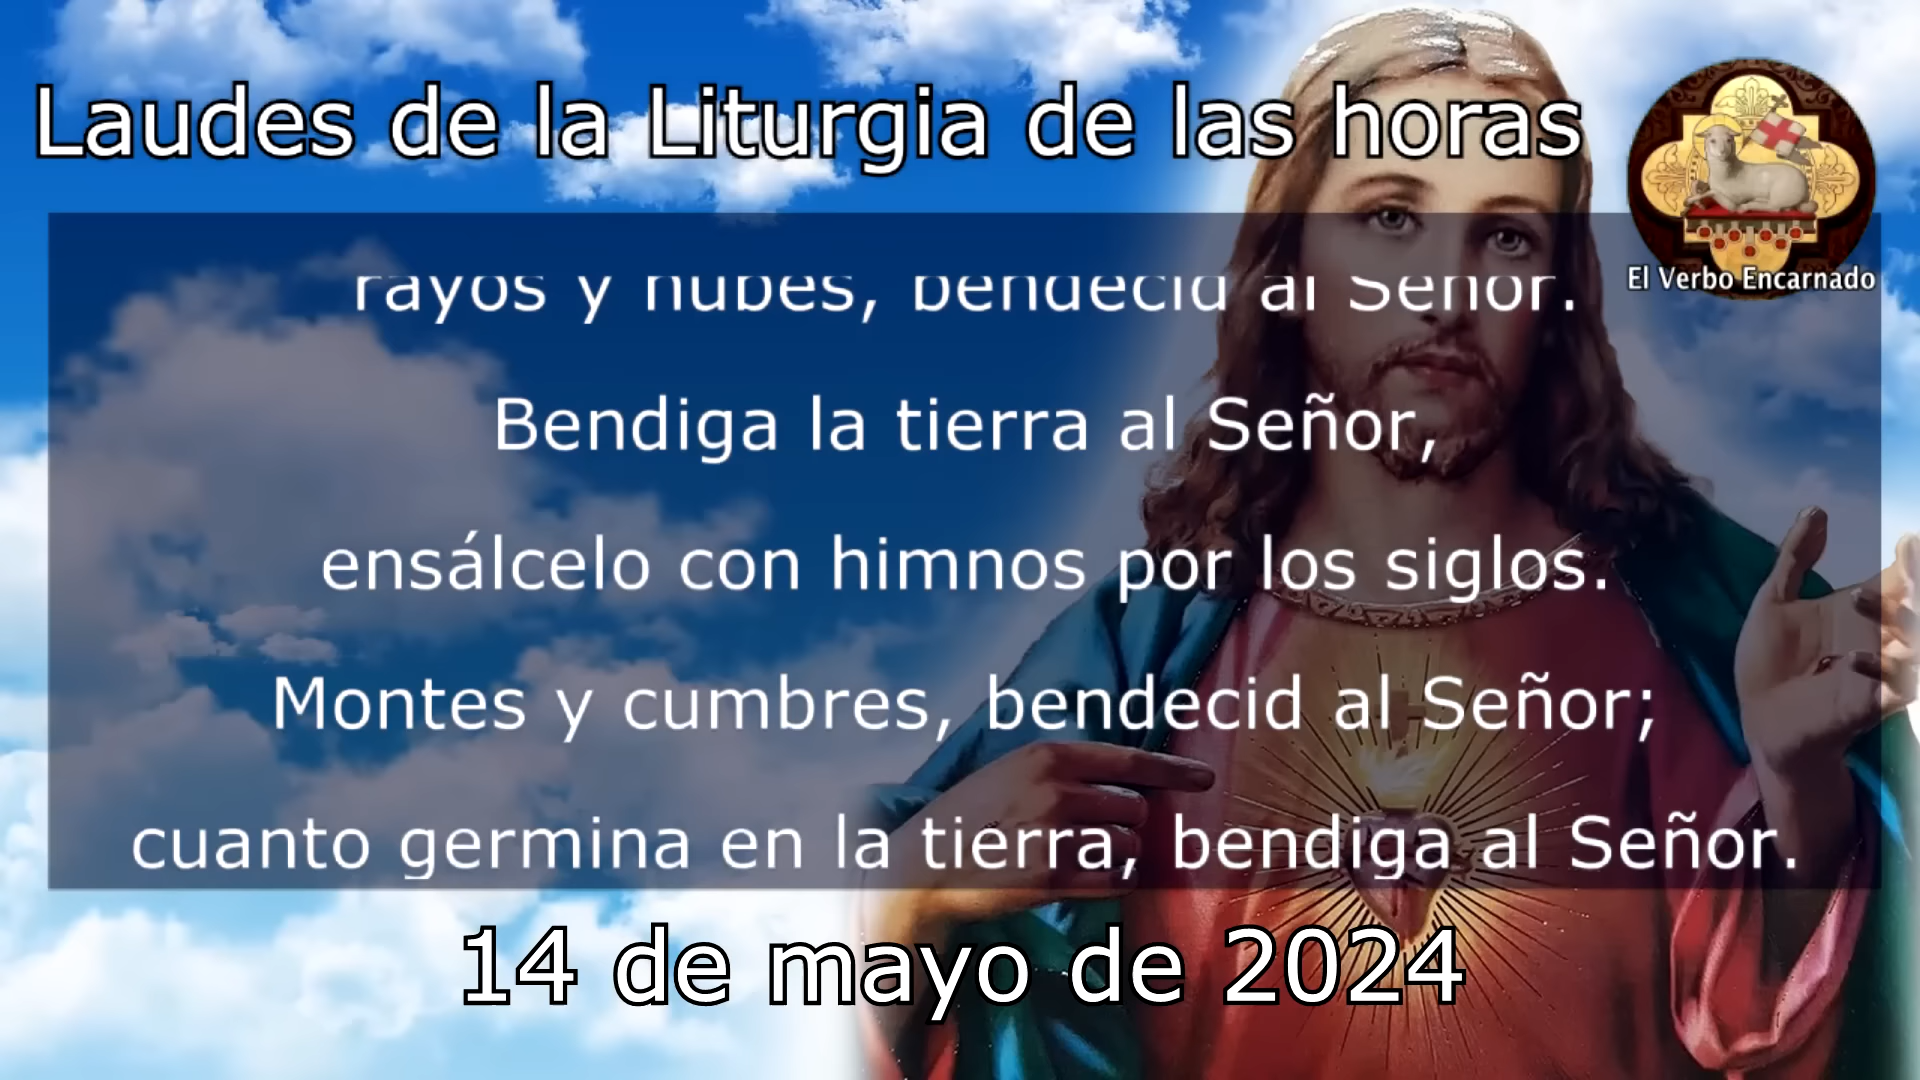 Laudes de la Liturgia de las horas
El Verbo Encarnado
rayos y nubes, bendecid al Señor.
Bendiga la tierra al Señor,
ensálcelo con himnos por los siglos.
Montes y cumbres, bendecid al Señor;
cuanto germina en la tierra, bendiga al Señor.
14 de mayo de 2024